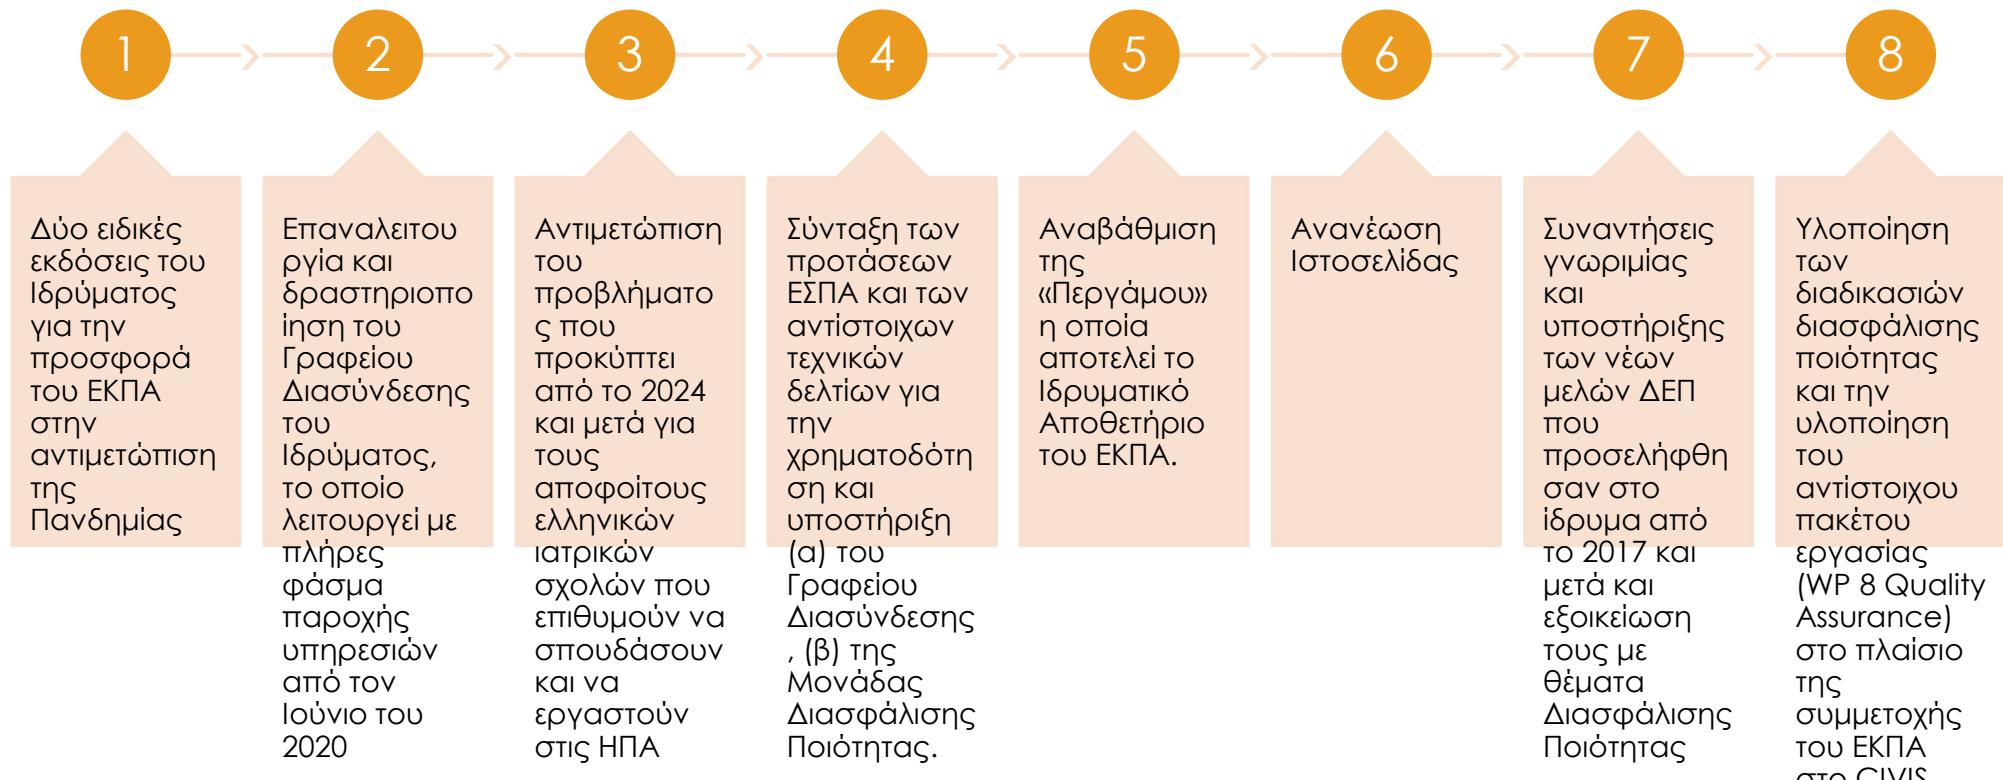 1
2
3
4
5
6
7
8
Δύο ειδικές
εκδόσεις του
Ιδρύματος
για την
προσφορά
του ΕΚΠΑ
στην
αντιμετώπιση
της
Πανδημίας
Επαναλειτου
ργία και
δραστηριοπο
ίηση του
Γραφείου
Διασύνδεσης
του
Ιδρύματος,
το οποίο
λειτουργεί με
πλήρες
φάσμα
παροχής
υπηρεσιών
από τον
Ιούνιο του
2020
Αντιμετώπιση
του
προβλήματο
ς που
προκύπτει
από το 2024
και μετά για
τους
αποφοίτους
ελληνικών
ιατρικών
σχολών που
επιθυμούν να
σπουδάσουν
και να
εργαστούν
στις ΗΠΑ
Σύνταξη των
προτάσεων
ΕΣΠΑ και των
αντίστοιχων
τεχνικών
δελτίων για
την
χρηματοδότη
ση και
υποστήριξη
(α) του
Γραφείου
Διασύνδεσης
, (β) της
Μονάδας
Διασφάλισης
Ποιότητας.
Αναβάθμιση
της
«Περγάμου»
η οποία
αποτελεί το
Ιδρυματικό
Αποθετήριο
του ΕΚΠΑ.
Ανανέωση
Ιστοσελίδας
Συναντήσεις
γνωριμίας
και
υποστήριξης
των νέων
μελών ΔΕΠ
που
προσελήφθη
σαν στο
ίδρυμα από
το 2017 και
μετά και
εξοικείωση
τους με
θέματα
Διασφάλισης
Ποιότητας
Υλοποίηση
των
διαδικασιών
διασφάλισης
ποιότητας
και την
υλοποίηση
του
αντίστοιχου
πακέτου
εργασίας
(WP 8 Quality
Assurance)
στο πλαίσιο
της
συμμετοχής
του ΕΚΠΑ
στο CIVIS